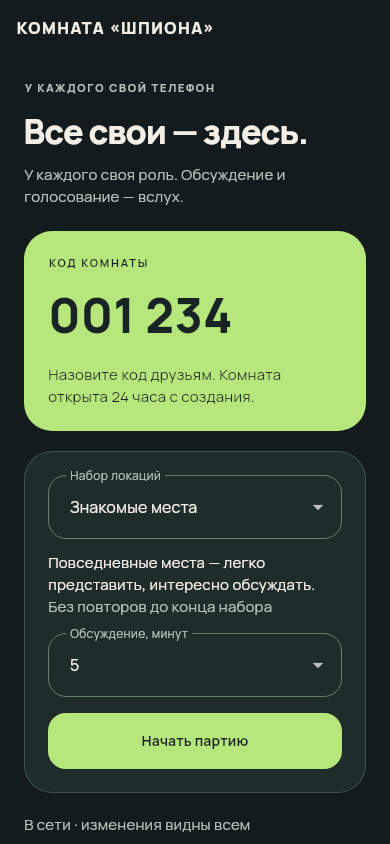 КОМНАТА «ШПИОНА»
У КАЖДОГО СВОЙ ТЕЛЕФОН
Все свои — здесь.
У каждого своя роль. Обсуждение и
голосование — вслух.
КОД КОМНАТЫ
001 234
Назовите код друзьям. Комната
открыта 24 часа с создания.
Набор локаций
Знакомые места
Повседневные места — легко
представить, интересно обсуждать.
Без повторов до конца набора
Обсуждение, минут
5
Начать партию
В сети · изменения видны всем